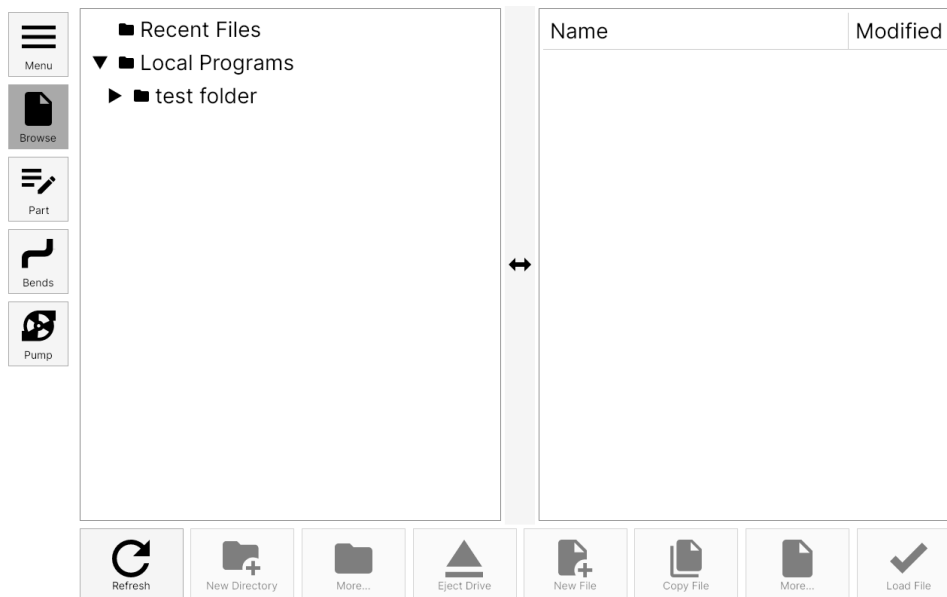 Menu
Browse
Part
Bends
Pump
Recent Files
Local Programs
test folder
Name Modified
Refresh
New Directory
More...
Eject Drive
New File
Copy File
More...
Load File